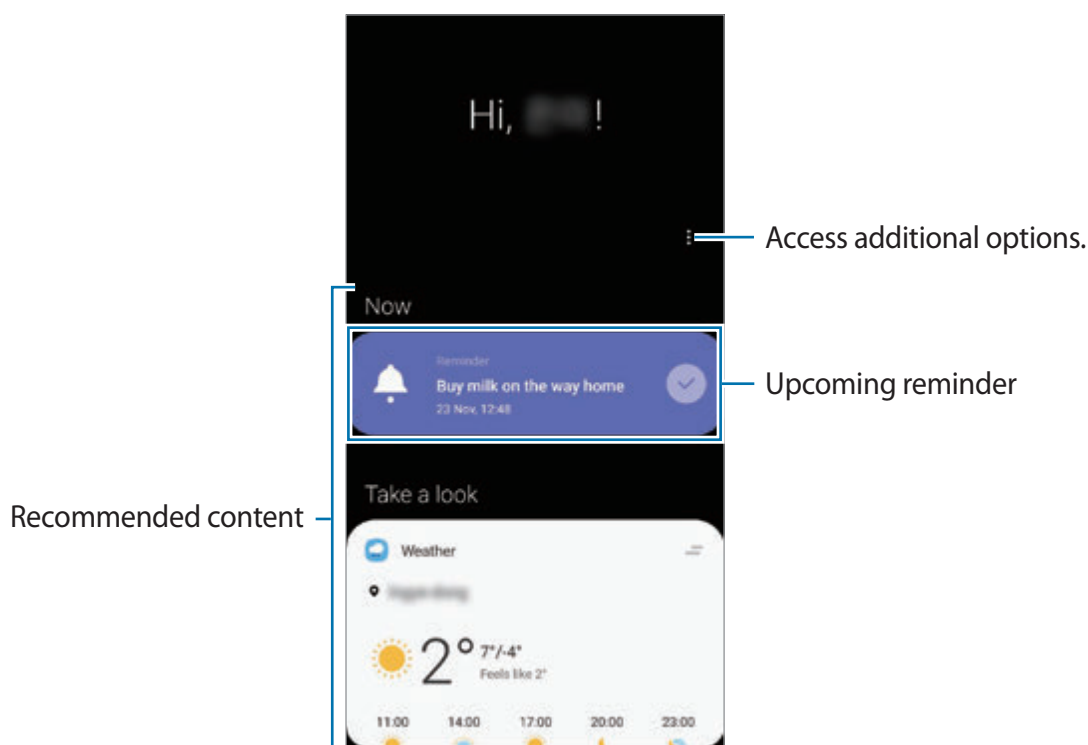 Hi, !
Access additional options.
Now
Reminder
Buy milk on the way home
23 Nov, 12:48
Upcoming reminder
Take a look
Recommended content
Weather
2° 7°/-4°
Feels like 2°
11:00 14:00 17:00 20:00 23:00